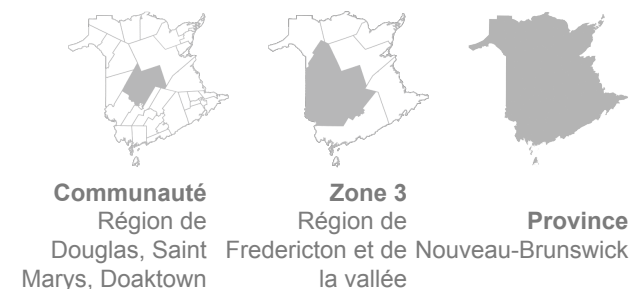 Communauté
Région de
Douglas, Saint
Marys, Doaktown
Zone 3
Région de
Fredericton et de
la vallée
Province
Nouveau-Brunswick